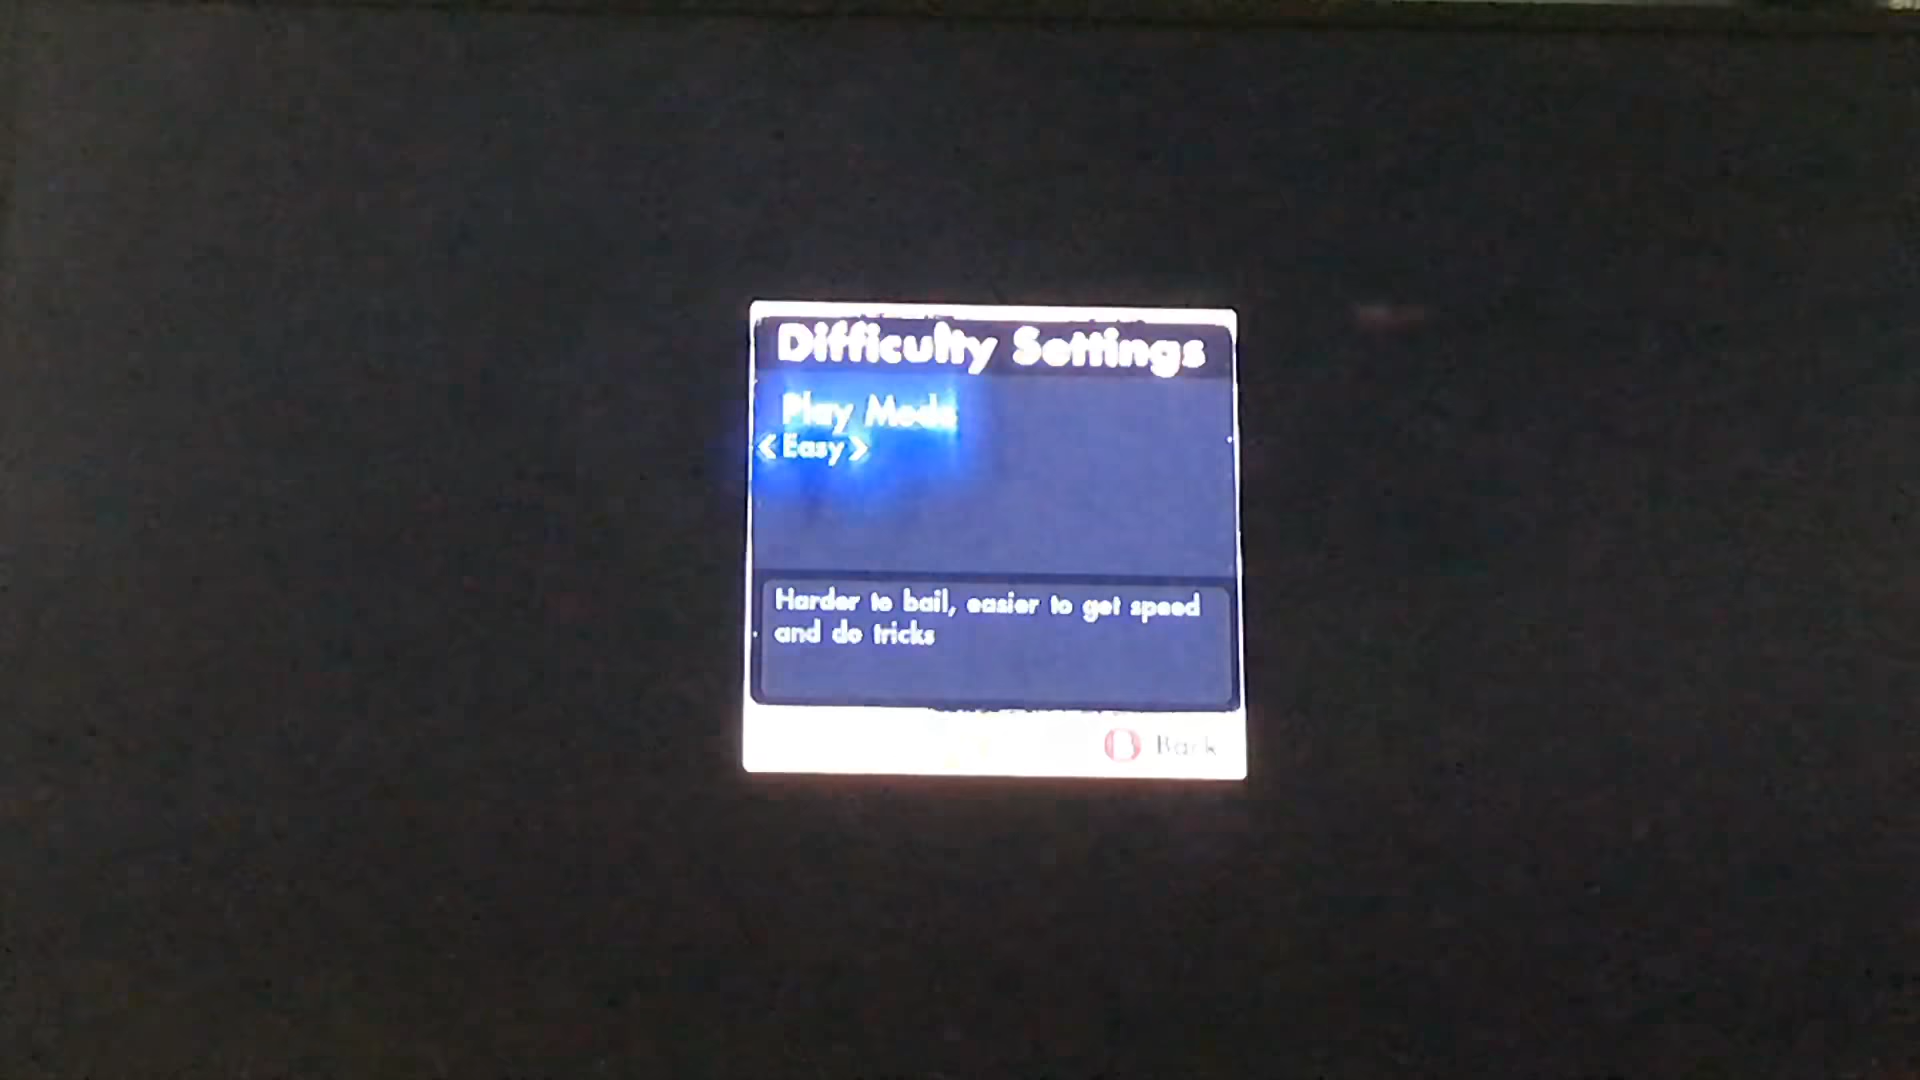 Difficulty Settings
Play Mode
< Easy >
Harder to bail, easier to get speed
and do tricks
B Back